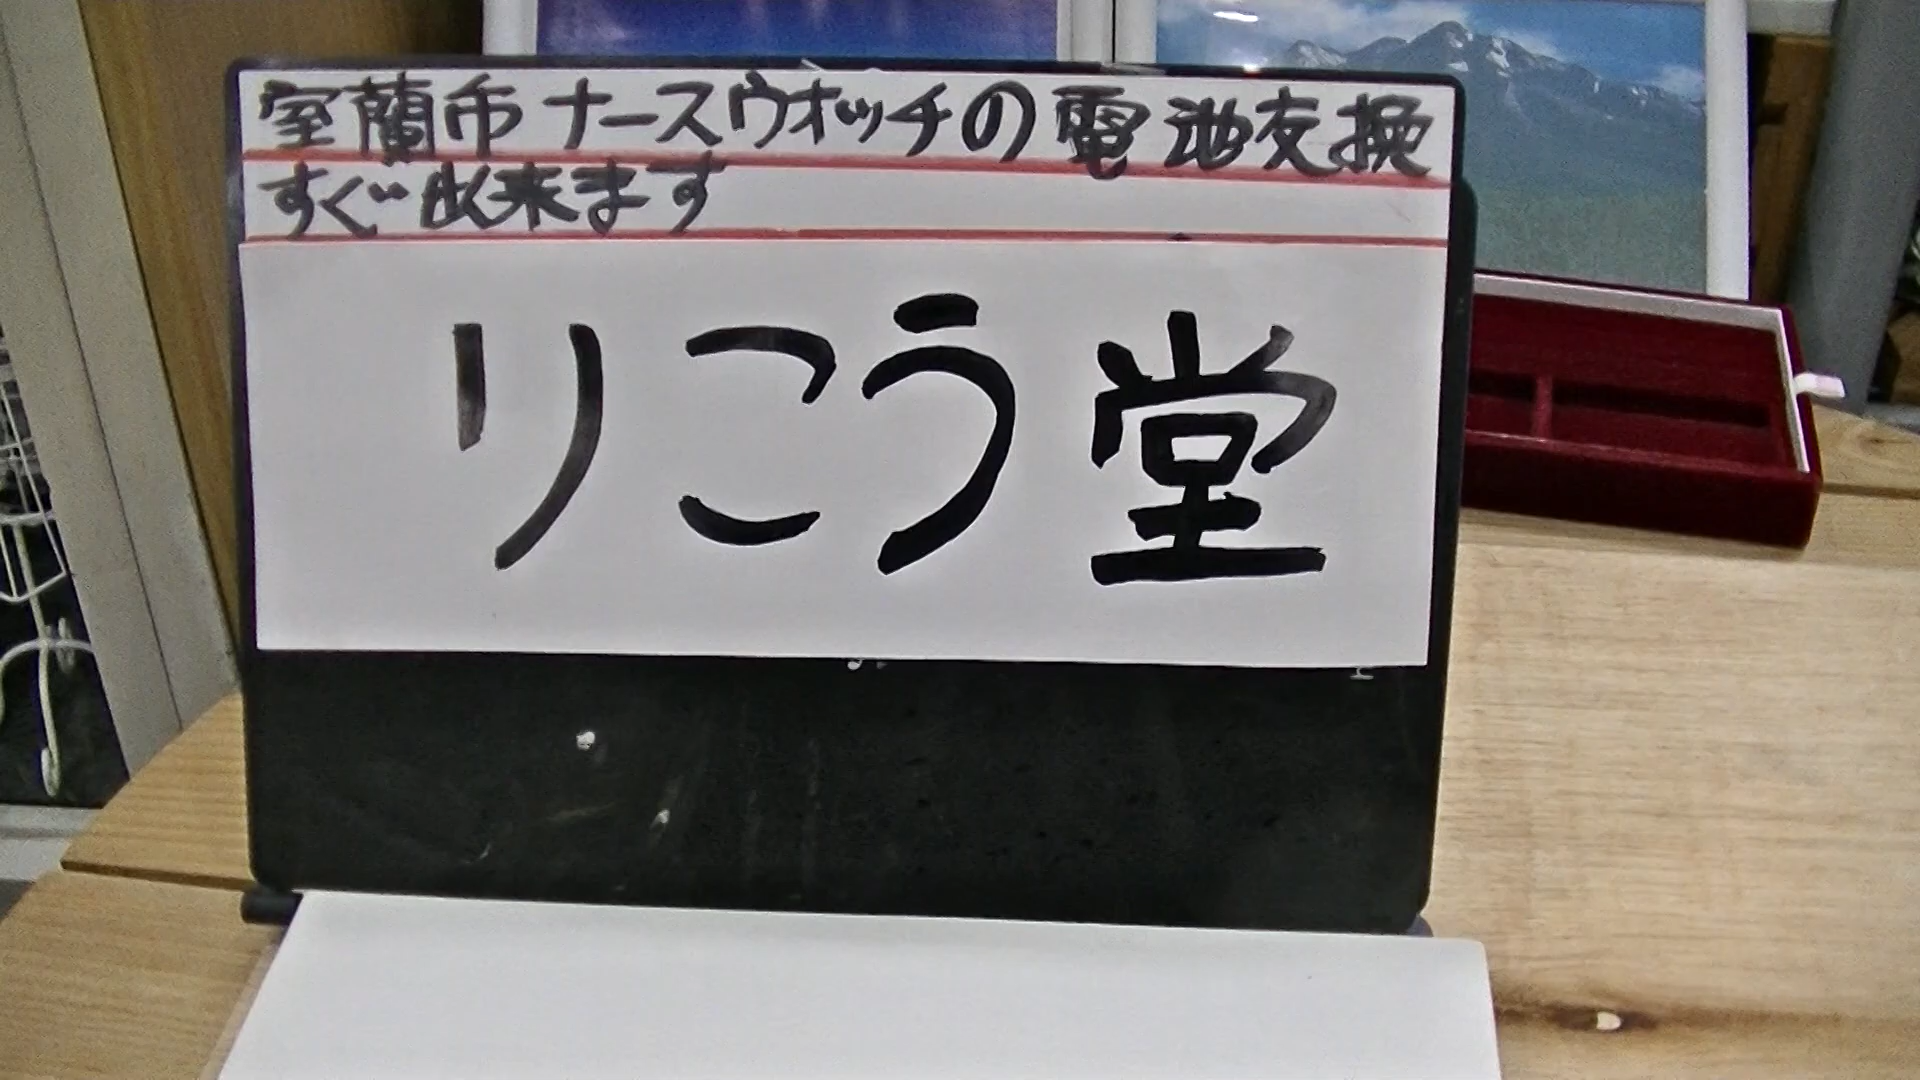 室蘭市 ナースウオッチの電池交換
すぐ出来ます
りこう堂